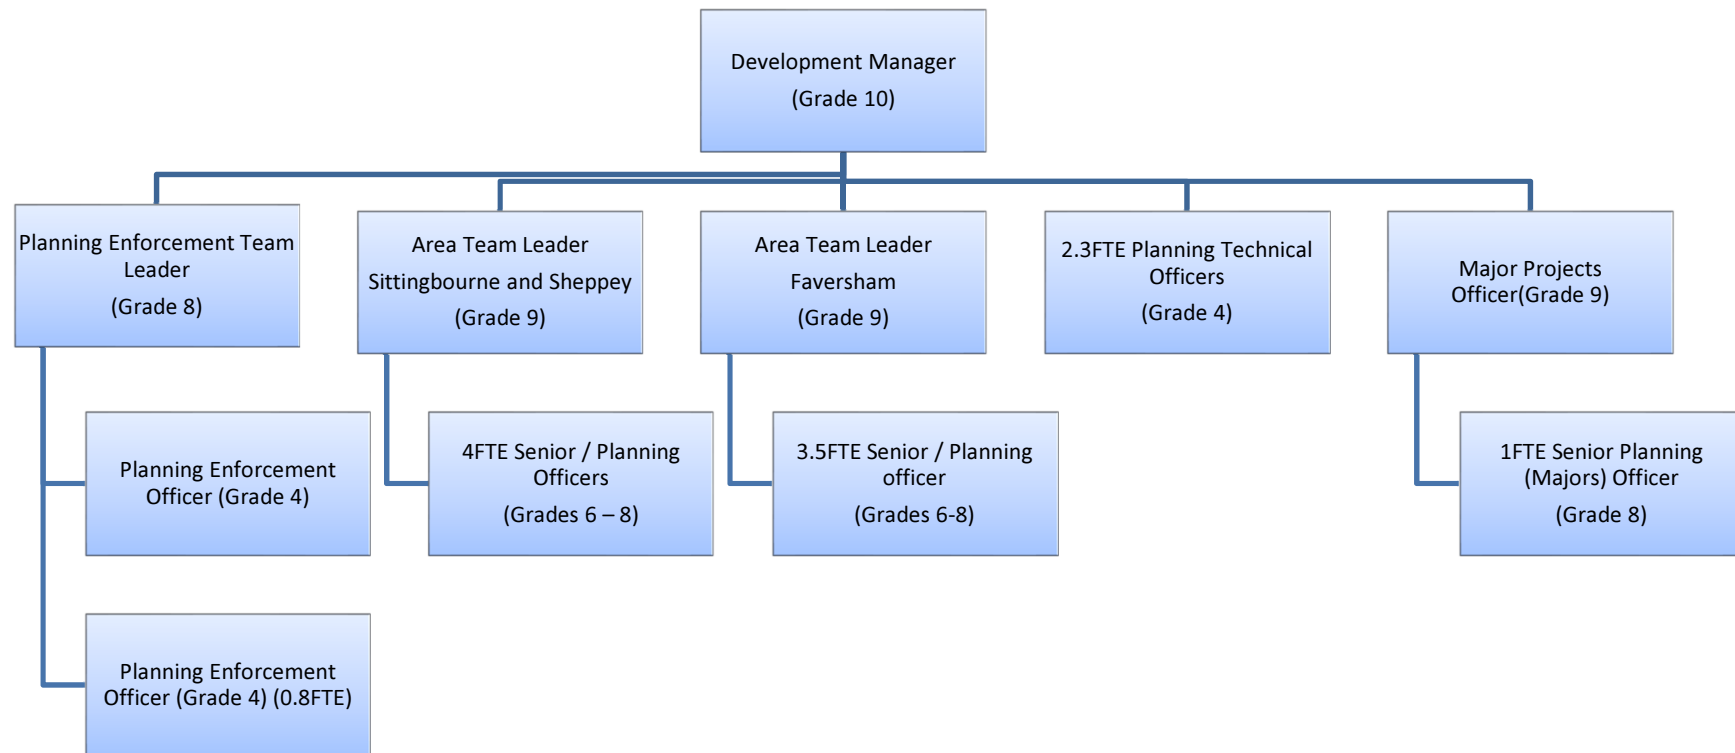 Development Manager
(Grade 10)
Planning Enforcement Team
Leader
(Grade 8)
Area Team Leader
Sittingbourne and Sheppey
(Grade 9)
Area Team Leader
Faversham
(Grade 9)
2.3FTE Planning Technical
Officers
(Grade 4)
Major Projects
Officer(Grade 9)
Planning Enforcement
Officer (Grade 4)
4FTE Senior / Planning
Officers
(Grades 6 – 8)
3.5FTE Senior / Planning
officer
(Grades 6-8)
1FTE Senior Planning
(Majors) Officer
(Grade 8)
Planning Enforcement
Officer (Grade 4) (0.8FTE)